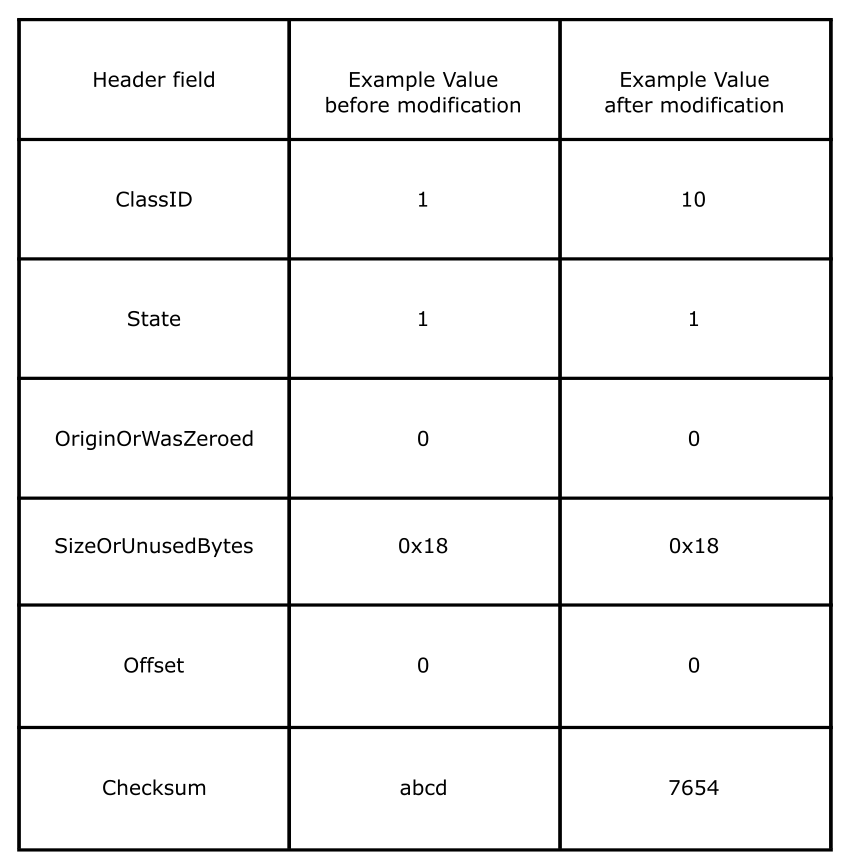 Header field
Example Value
before modification
Example Value
after modification
ClassID
1
10
State
1
1
OriginOrWasZeroed
0
0
SizeOrUnusedBytes
0x18
0x18
Offset
0
0
Checksum
abcd
7654